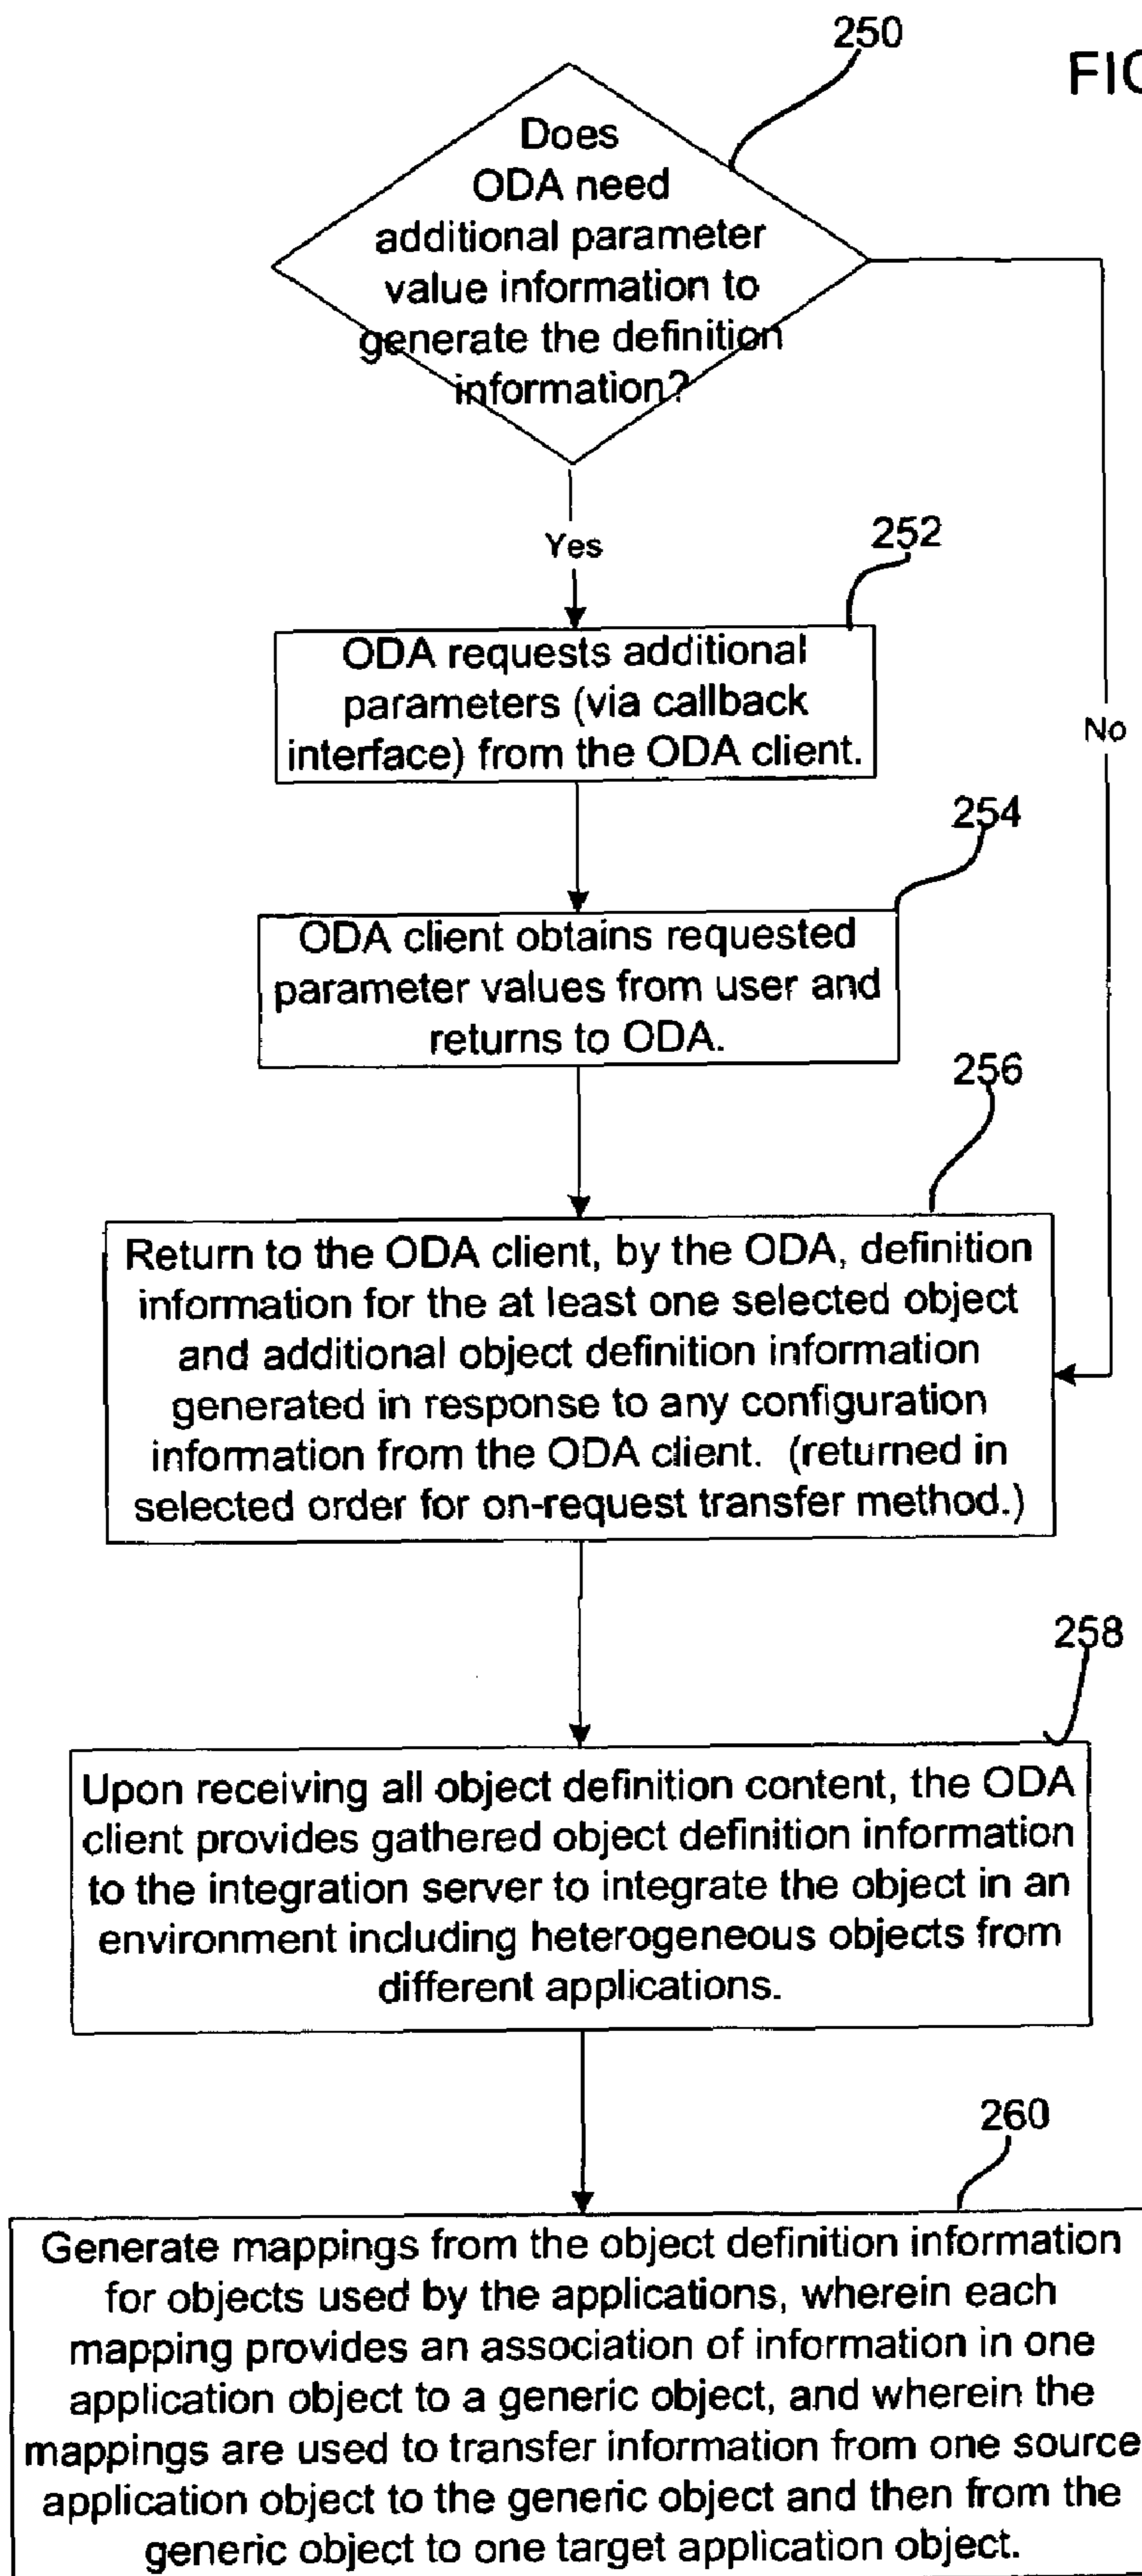 250
FIG
Does
ODA need
additional parameter
value information to
generate the definition
information?
Yes
252
ODA requests additional
parameters (via callback
interface) from the ODA client.
No
254
ODA client obtains requested
parameter values from user and
returns to ODA.
256
Return to the ODA client, by the ODA, definition
information for the at least one selected object
and additional object definition information
generated in response to any configuration
information from the ODA client. (returned in
selected order for on-request transfer method.)
258
Upon receiving all object definition content, the ODA
client provides gathered object definition information
to the integration server to integrate the object in an
environment including heterogeneous objects from
different applications.
260
Generate mappings from the object definition information
for objects used by the applications, wherein each
mapping provides an association of information in one
application object to a generic object, and wherein the
mappings are used to transfer information from one source
application object to the generic object and then from the
generic object to one target application object.